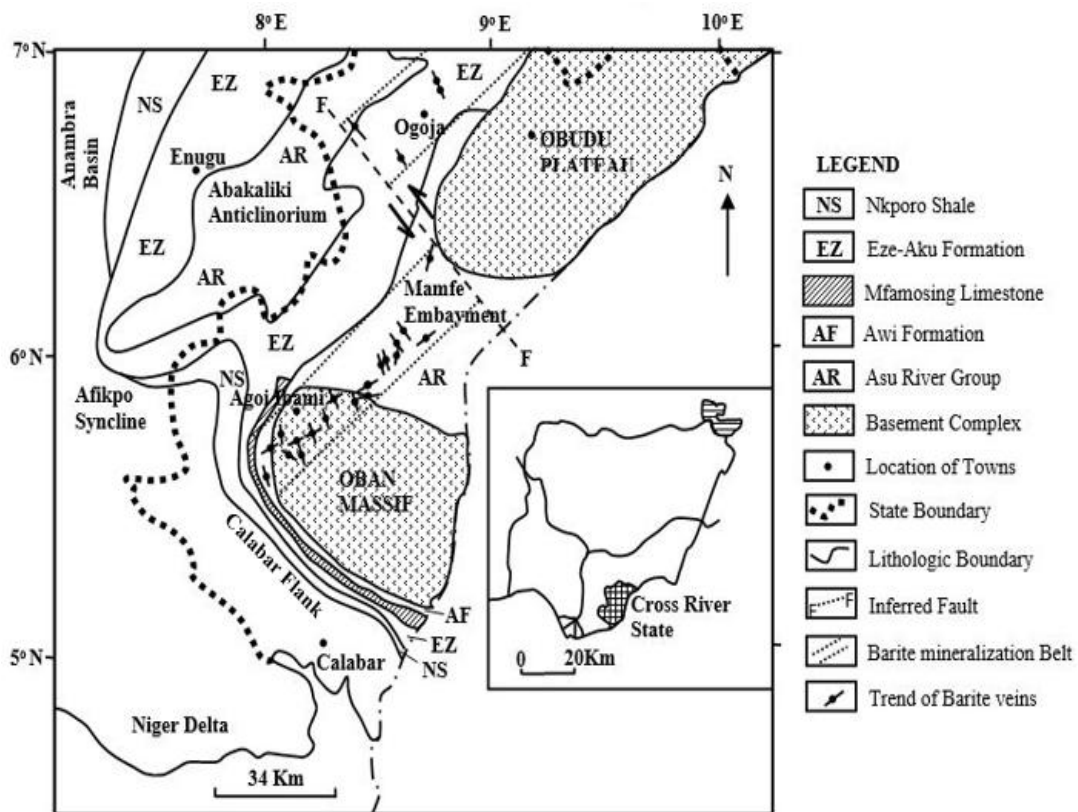 8° E
9° E
10° E
7° N
EZ
EZ
NS
F
Ogoja
Anambra
Basin
Enugu
AR
OBUDU
PLATEAU
Abakaliki
Anticlinorium
EZ
AR
Mamfe
Embayment
EZ
F
6° N
NS
AR
Afikpo
Syncline
Agoi Ibami
OBAN
MASSIF
Calabar Flank
AF
EZ
NS
5° N
Calabar
Niger Delta
34 Km
N
Cross River
State
0 20Km
LEGEND
NS Nkporo Shale
EZ Eze-Aku Formation
Mfamosing Limestone
AF Awi Formation
AR Asu River Group
Basement Complex
Location of Towns
State Boundary
Lithologic Boundary
F F Inferred Fault
Barite mineralization Belt
Trend of Barite veins